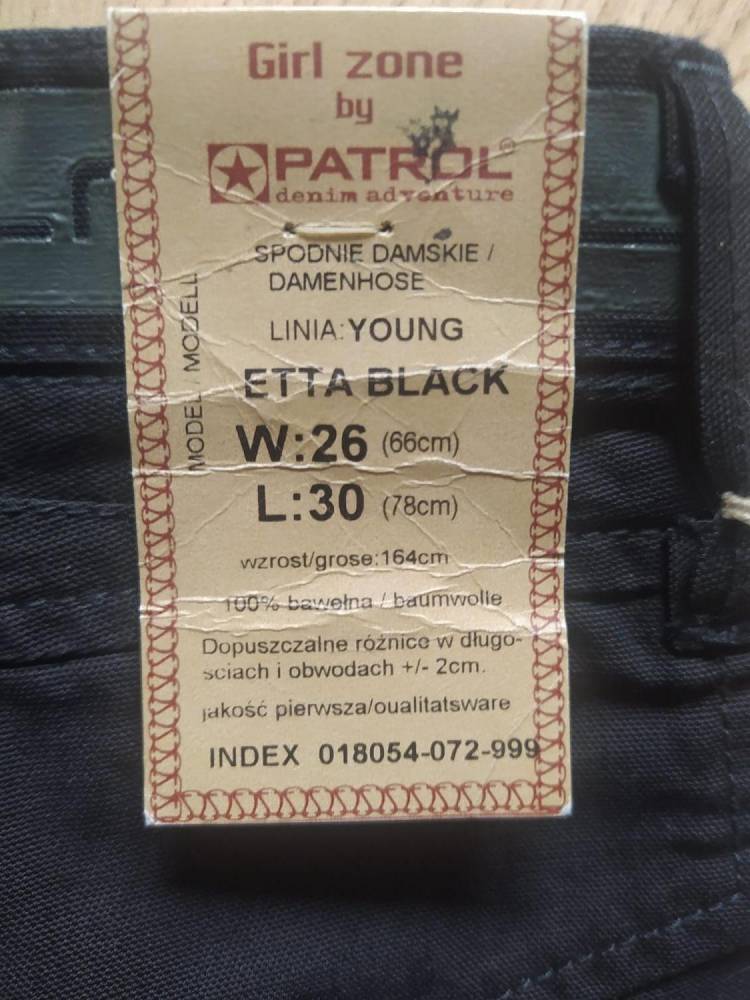 Girl zone
by
PATROL®
denim adventure
SPODNIE DAMSKIE /
DAMENHOSE
MODEL / MODELL
LINIA:YOUNG
ETTA BLACK
W:26 (66cm)
L:30 (78cm)
wzrost/grose:164cm
100% bawełna / baumwolle
Dopuszczalne różnice w długo-
sciach i obwodach +/- 2cm.
jakość pierwsza/oualitatsware
INDEX 018054-072-999